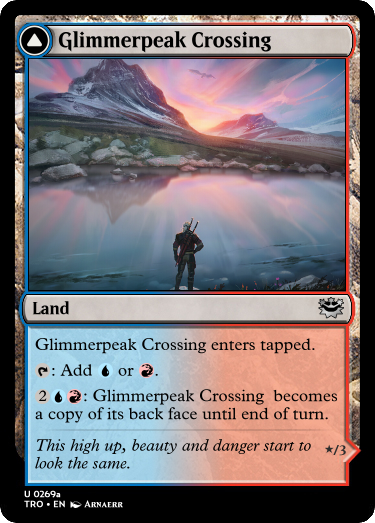 Glimmerpeak Crossing
Land
Glimmerpeak Crossing enters tapped.
: Add or .
2 : Glimmerpeak Crossing becomes
a copy of its back face until end of turn.
This high up, beauty and danger start to
look the same.
★/3
U 0269a
TRO • EN Arnaerr